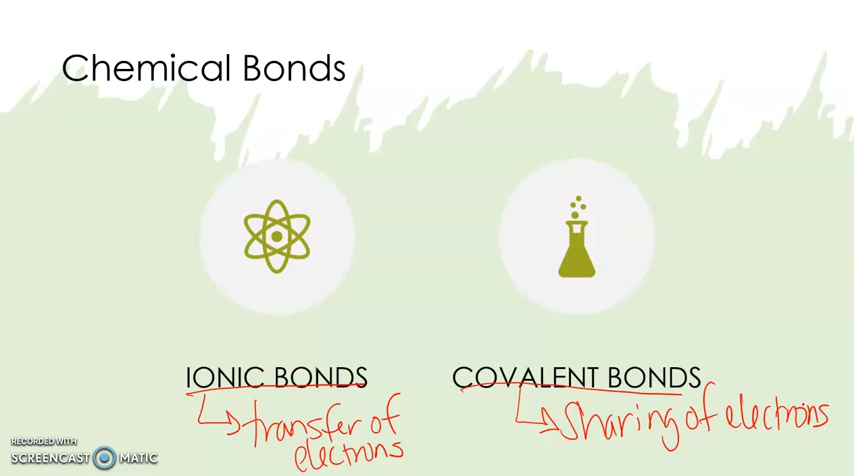 Chemical Bonds
IONIC BONDS
transfer of
electrons
COVALENT BONDS
sharing of electrons
RECORDED WITH
SCREENCAST MATIC